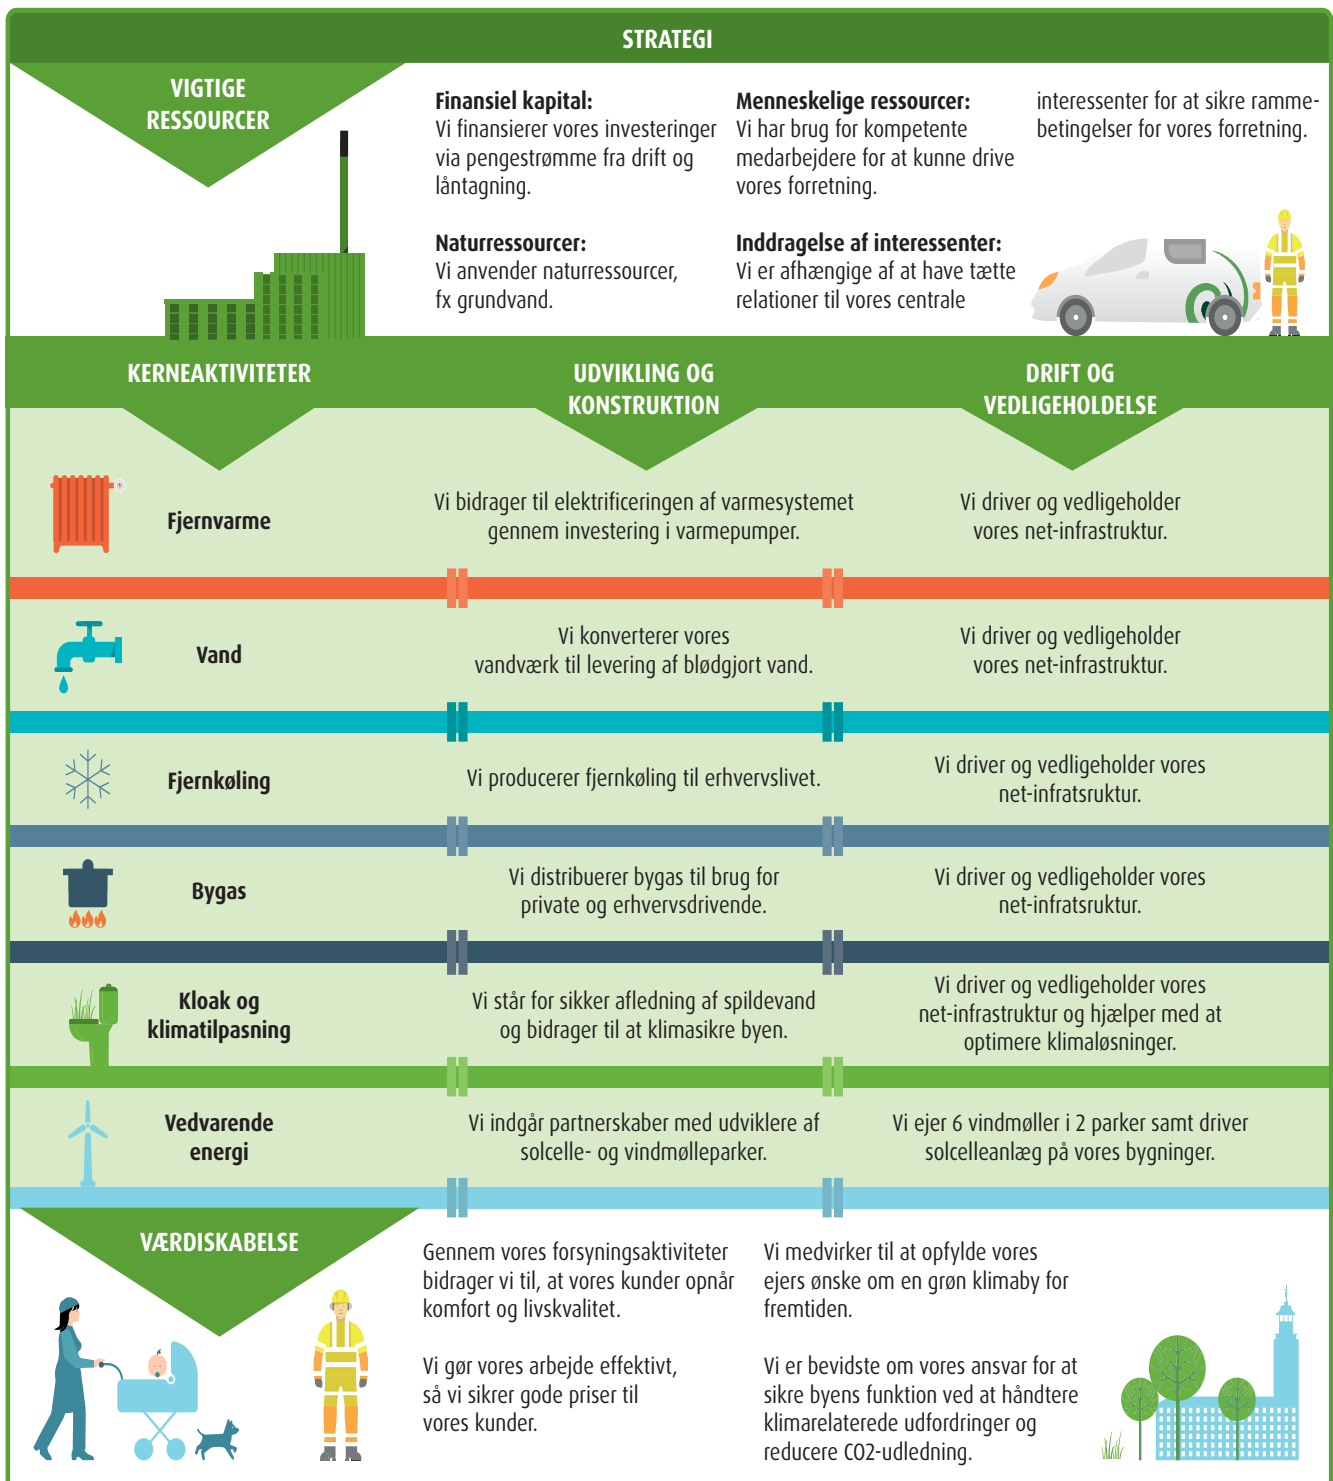 STRATEGI
VIGTIGE
RESSOURCER
Finansiel kapital:
Vi finansierer vores investeringer
via pengestrømme fra drift og
låntagning.
Naturressourcer:
Vi anvender naturressourcer,
fx grundvand.
Menneskelige ressourcer:
Vi har brug for kompetente
medarbejdere for at kunne drive
vores forretning.
Inddragelse af interessenter:
Vi er afhængige af at have tætte
relationer til vores centrale
interessenter for at sikre ramme-
betingelser for vores forretning.
KERNEAKTIVITETER
UDVIKLING OG
KONSTRUKTION
DRIFT OG
VEDLIGEHOLDELSE
Fjernvarme
Vi bidrager til elektrificeringen af varmesystemet
gennem investering i varmepumper.
Vi driver og vedligeholder
vores net-infrastruktur.
Vand
Vi konverterer vores
vandværk til levering af blødgjort vand.
Vi driver og vedligeholder
vores net-infrastruktur.
Fjernkøling
Vi producerer fjernkøling til erhvervslivet.
Vi driver og vedligeholder vores
net-infratsruktur.
Bygas
Vi distribuerer bygas til brug for
private og erhvervsdrivende.
Vi driver og vedligeholder vores
net-infratsruktur.
Kloak og
klimatilpasning
Vi står for sikker afledning af spildevand
og bidrager til at klimasikre byen.
Vi driver og vedligeholder vores
net-infrastruktur og hjælper med at
optimere klimaløsninger.
Vedvarende
energi
Vi indgår partnerskaber med udviklere af
solcelle- og vindmølleparker.
Vi ejer 6 vindmøller i 2 parker samt driver
solcelleanlæg på vores bygninger.
VÆRDISKABELSE
Gennem vores forsyningsaktiviteter
bidrager vi til, at vores kunder opnår
komfort og livskvalitet.
Vi gør vores arbejde effektivt,
så vi sikrer gode priser til
vores kunder.
Vi medvirker til at opfylde vores
ejers ønske om en grøn klimaby for
fremtiden.
Vi er bevidste om vores ansvar for at
sikre byens funktion ved at håndtere
klimarelaterede udfordringer og
reducere CO2-udledning.